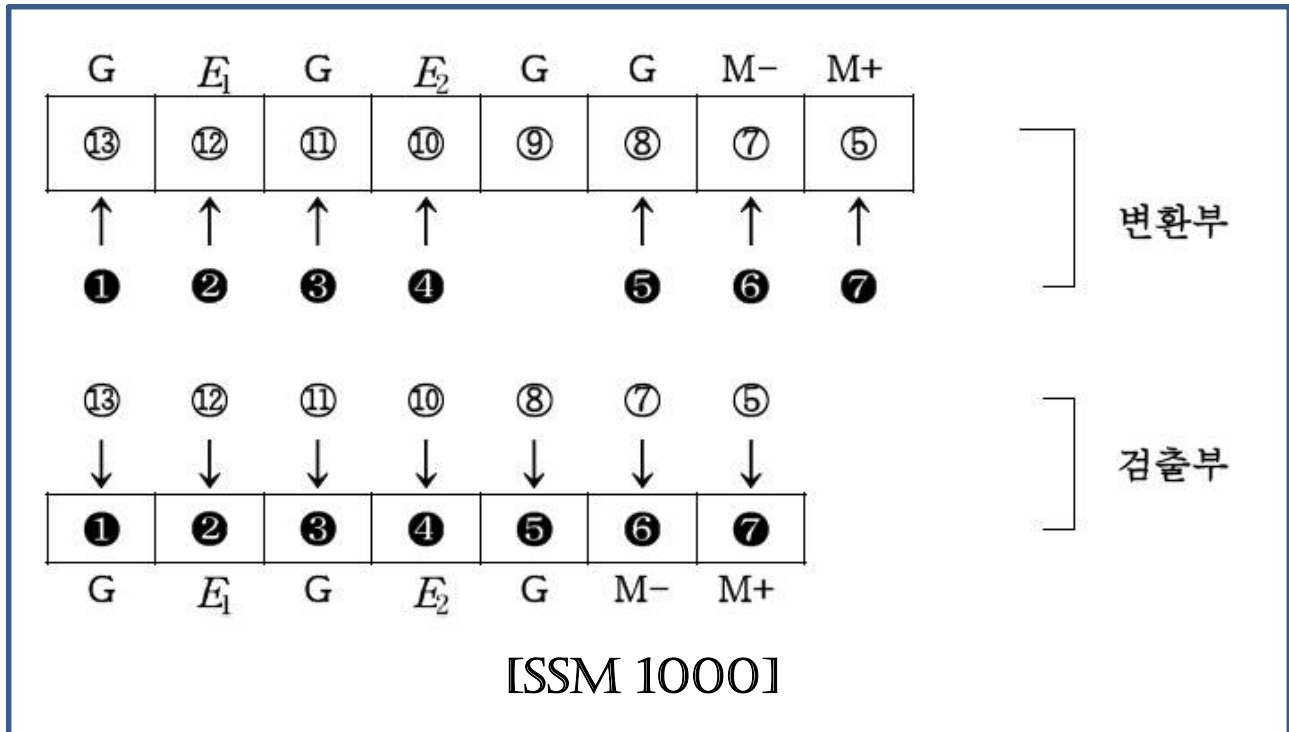 G E₁ G E₂ G G M- M+
⑬ ⑫ ⑪ ⑩ ⑨ ⑧ ⑦ ⑤
↑ ↑ ↑ ↑ ↑ ↑ ↑
❶ ❷ ❸ ❹ ❺ ❻ ❼
변환부
⑬ ⑫ ⑪ ⑩ ⑧ ⑦ ⑤
↓ ↓ ↓ ↓ ↓ ↓ ↓
❶ ❷ ❸ ❹ ❺ ❻ ❼
G E₁ G E₂ G M- M+
검출부
[SSM 1000]